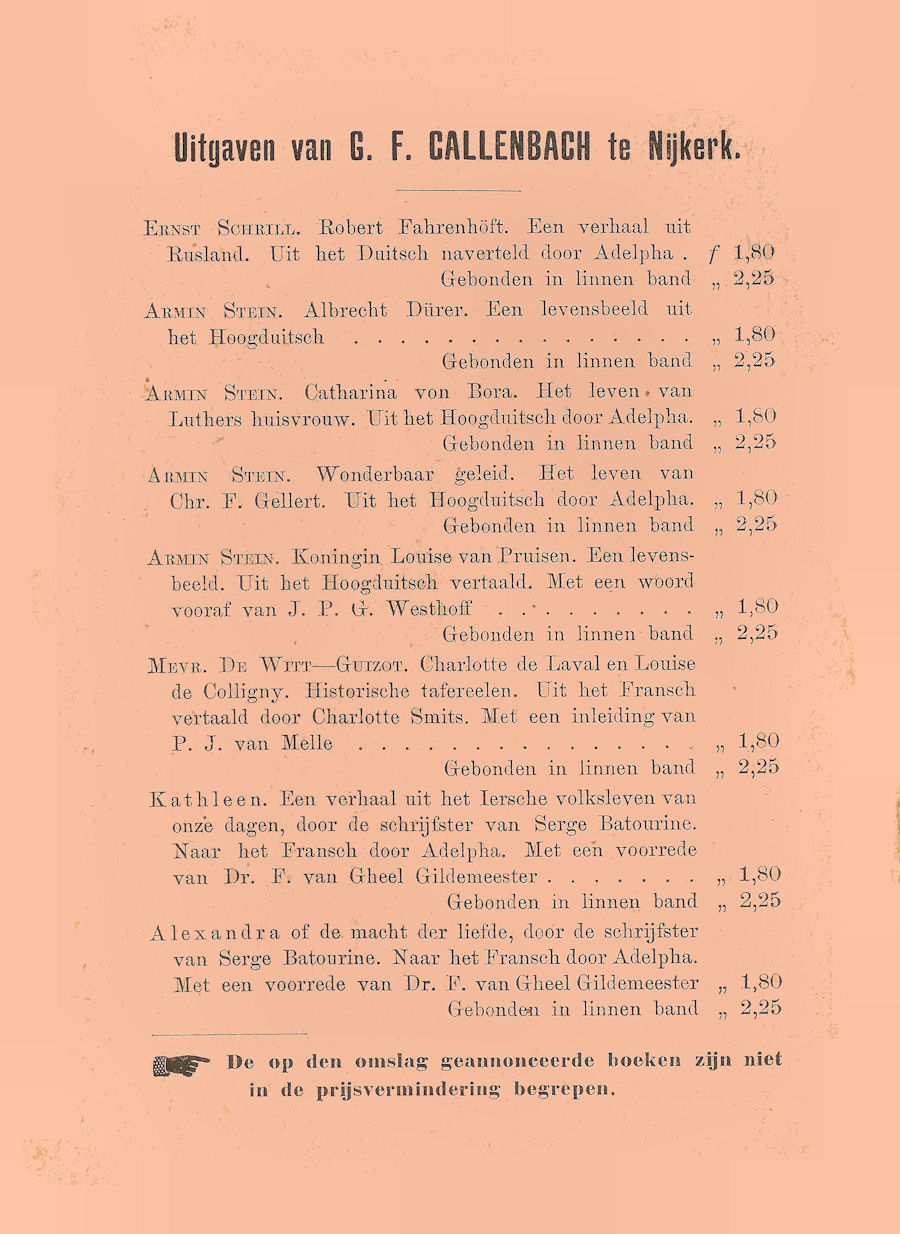 Uitgaven van G. F. CALLENBACH te Nijkerk.
ERNST SCHRILL. Robert Fahrenhöft. Een verhaal uit
Rusland. Uit het Duitsch naverteld door Adelpha . f 1,80
Gebonden in linnen band „ 2,25
ARMIN STEIN. Albrecht Dürer. Een levensbeeld uit
het Hoogduitsch . . . . . . . . . . . . . . . „ 1,80
Gebonden in linnen band „ 2,25
ARMIN STEIN. Catharina von Bora. Het leven van
Luthers huisvrouw. Uit het Hoogduitsch door Adelpha. „ 1,80
Gebonden in linnen band „ 2,25
ARMIN STEIN. Wonderbaar geleid. Het leven van
Chr. F. Gellert. Uit het Hoogduitsch door Adelpha. „ 1,80
Gebonden in linnen band „ 2,25
ARMIN STEIN. Koningin Louise van Pruisen. Een levens-
beeld. Uit het Hoogduitsch vertaald. Met een woord
vooraf van J. P. G. Westhoff . . . . . . . . . „ 1,80
Gebonden in linnen band „ 2,25
MEVR. DE WITT—GUIZOT. Charlotte de Laval en Louise
de Colligny. Historische tafereelen. Uit het Fransch
vertaald door Charlotte Smits. Met een inleiding van
P. J. van Melle . . . . . . . . . . . . . . . „ 1,80
Gebonden in linnen band „ 2,25
Kathleen. Een verhaal uit het Iersche volksleven van
onze dagen, door de schrijfster van Serge Batourine.
Naar het Fransch door Adelpha. Met een voorrede
van Dr. F. van Gheel Gildemeester . . . . . . . „ 1,80
Gebonden in linnen band „ 2,25
Alexandra of de macht der liefde, door de schrijfster
van Serge Batourine. Naar het Fransch door Adelpha.
Met een voorrede van Dr. F. van Gheel Gildemeester „ 1,80
Gebonden in linnen band „ 2,25
De op den omslag geannonceerde boeken zijn niet
in de prijsvermindering begrepen.